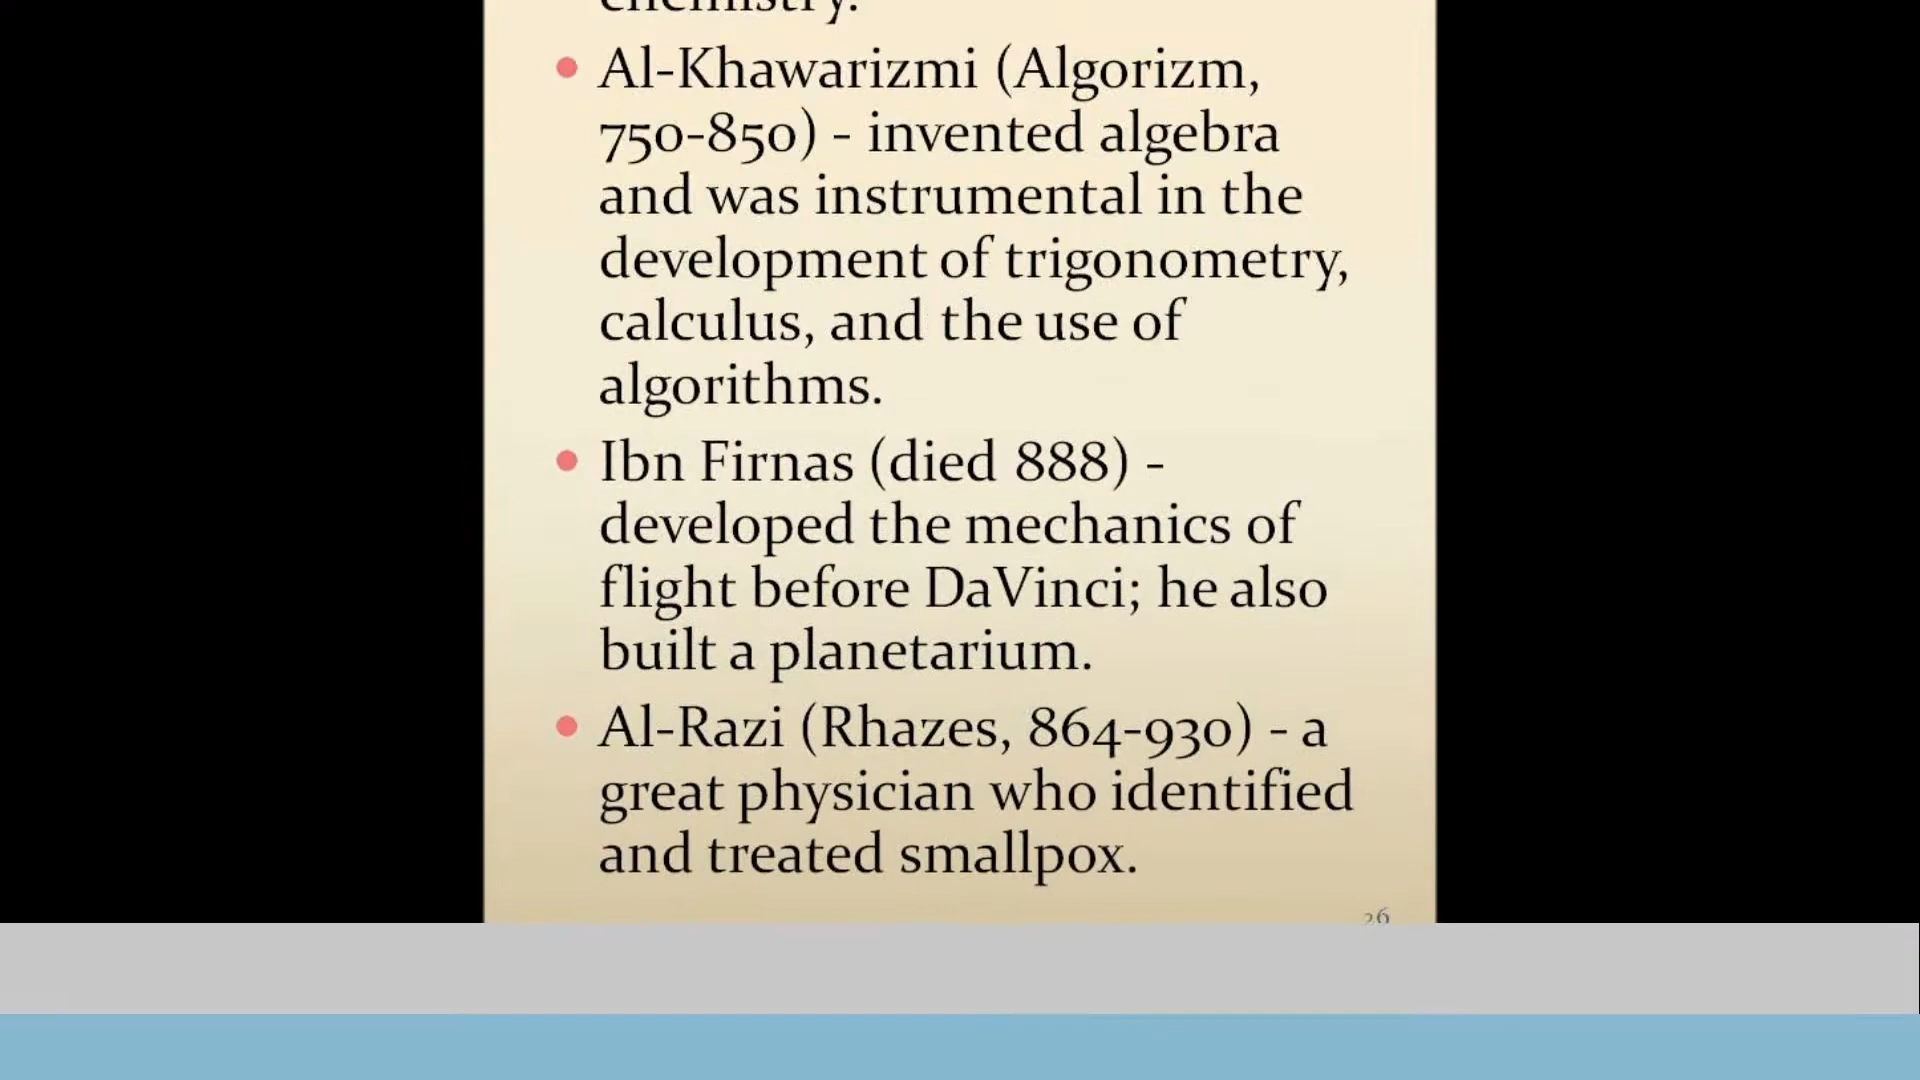 chemistry.
• Al-Khawarizmi (Algorizm,
750-850) - invented algebra
and was instrumental in the
development of trigonometry,
calculus, and the use of
algorithms.
• Ibn Firnas (died 888) -
developed the mechanics of
flight before DaVinci; he also
built a planetarium.
• Al-Razi (Rhazes, 864-930) - a
great physician who identified
and treated smallpox.
26